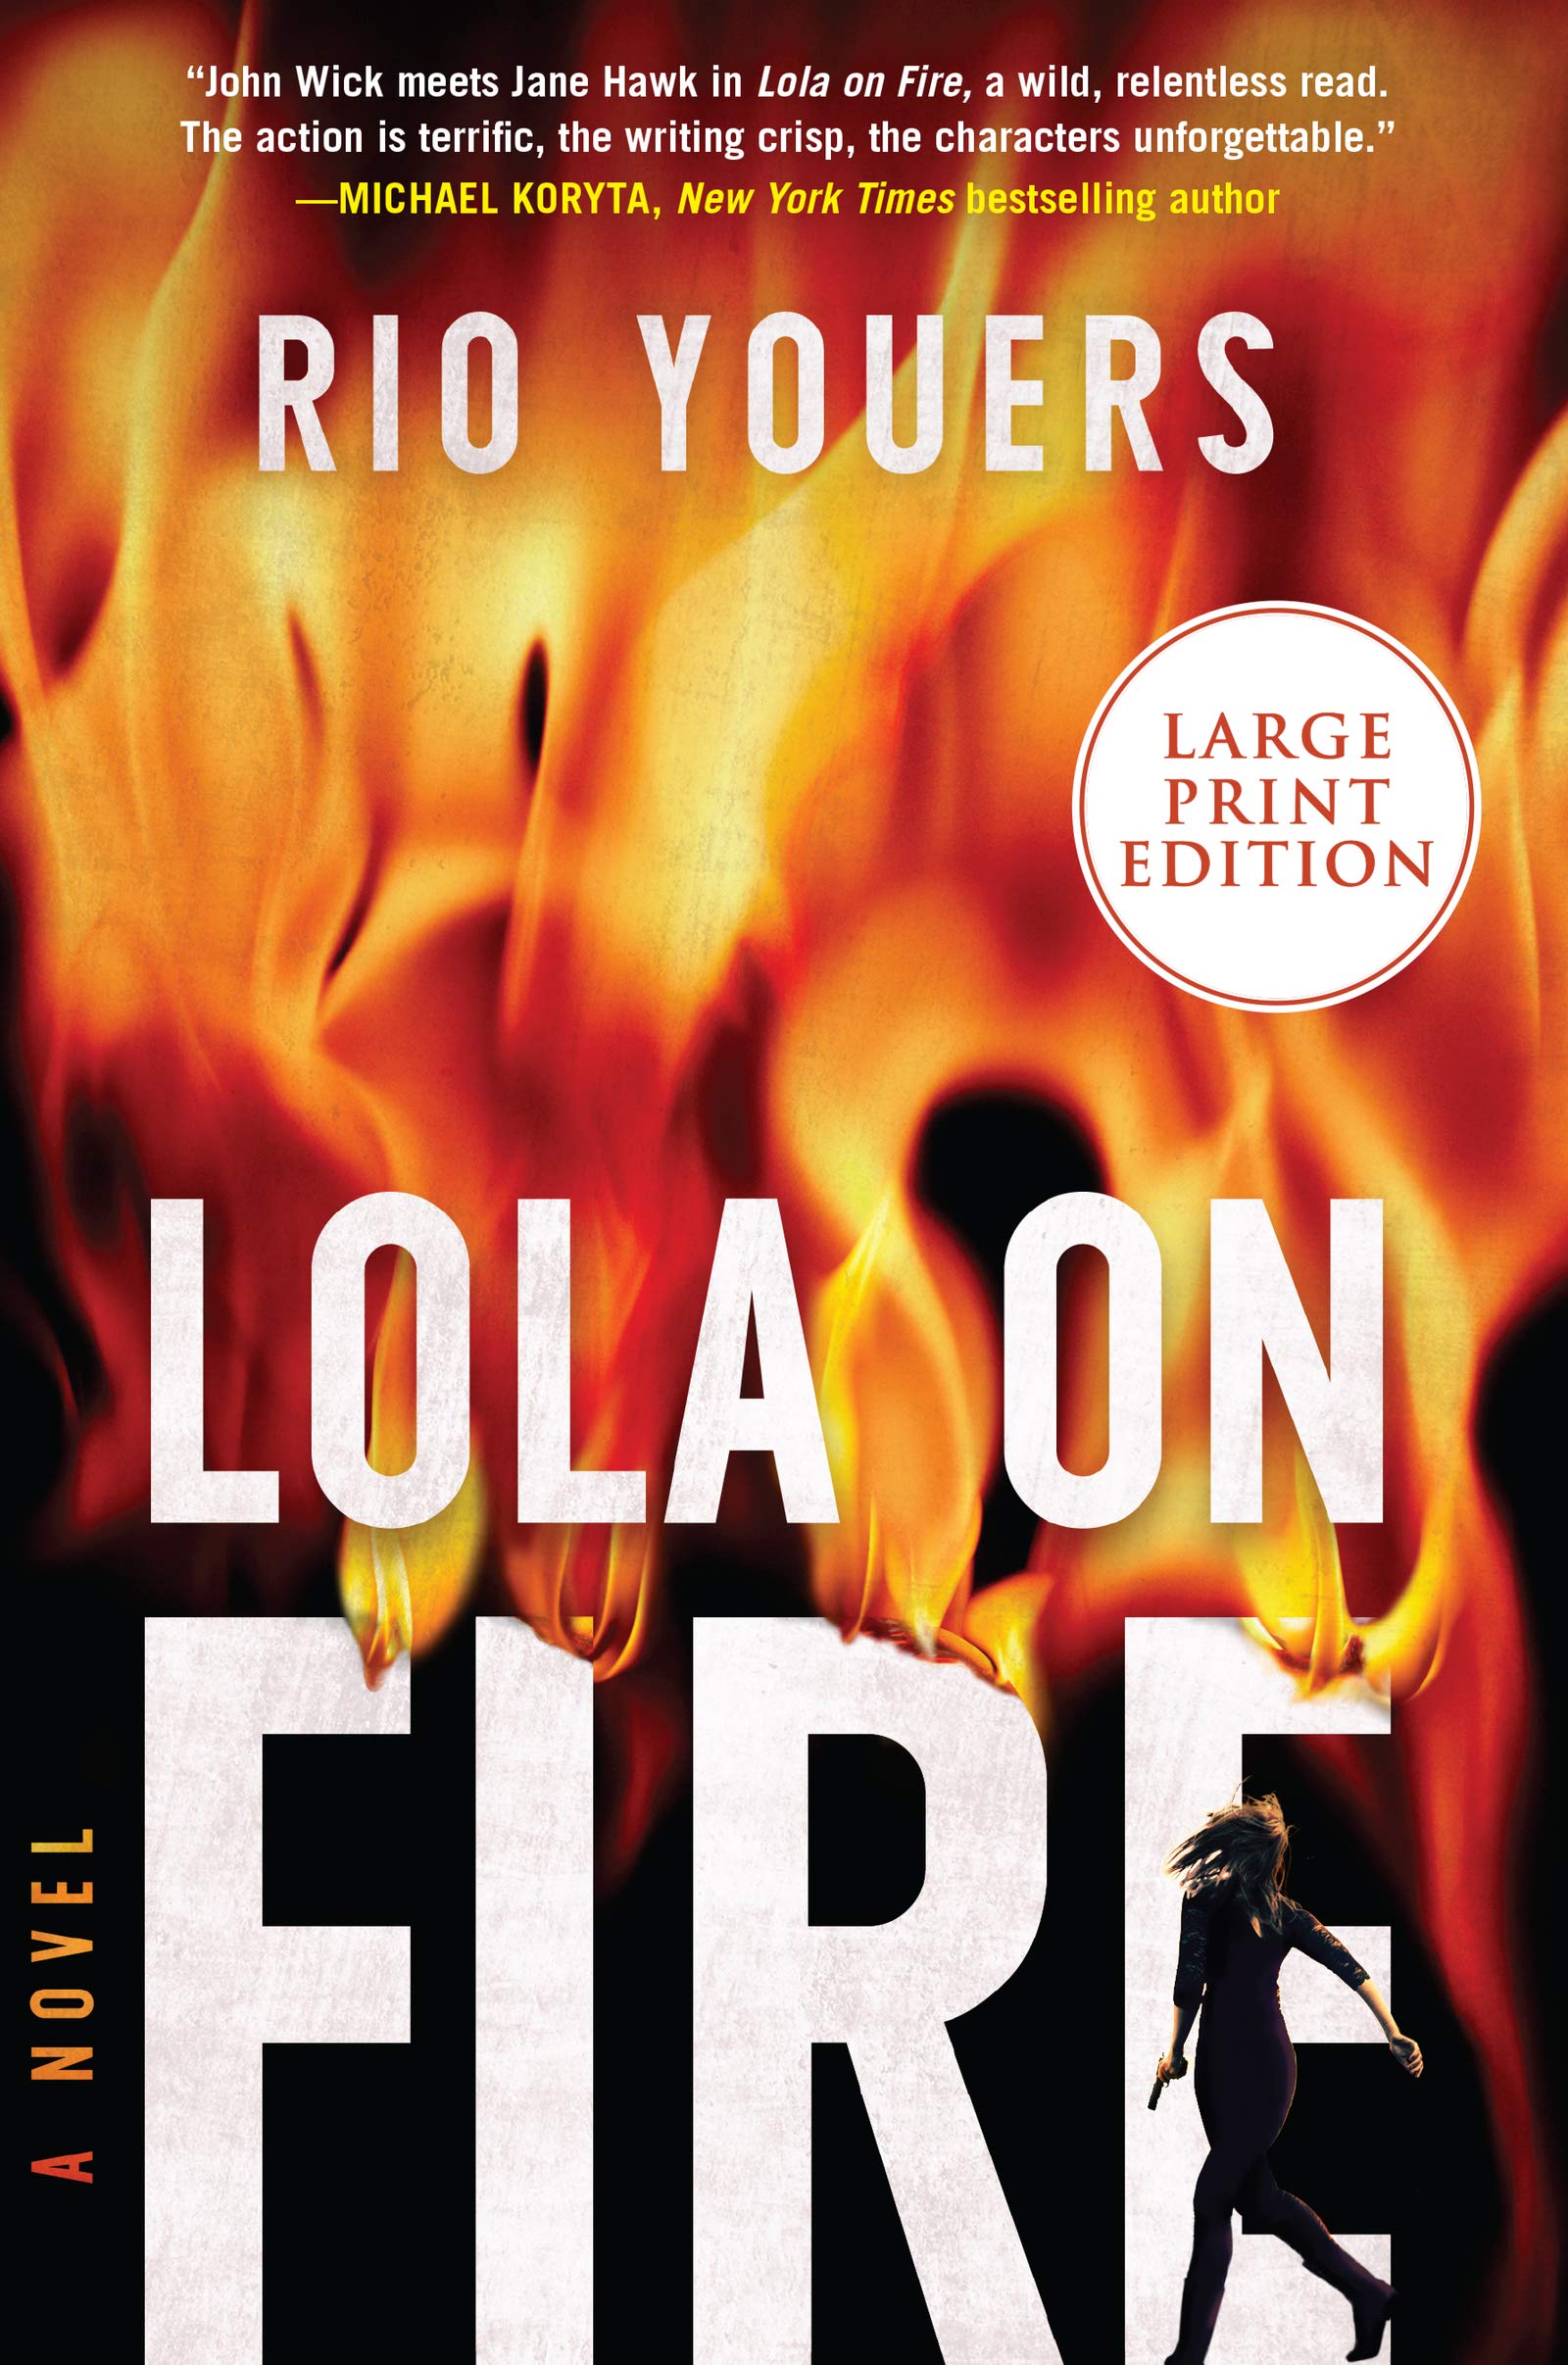 “John Wick meets Jane Hawk in Lola on Fire, a wild, relentless read.
The action is terrific, the writing crisp, the characters unforgettable.”
—MICHAEL KORYTA, New York Times bestselling author
RIO YOUERS
LARGE
PRINT
EDITION
LOLA ON
FIRE
A NOVEL